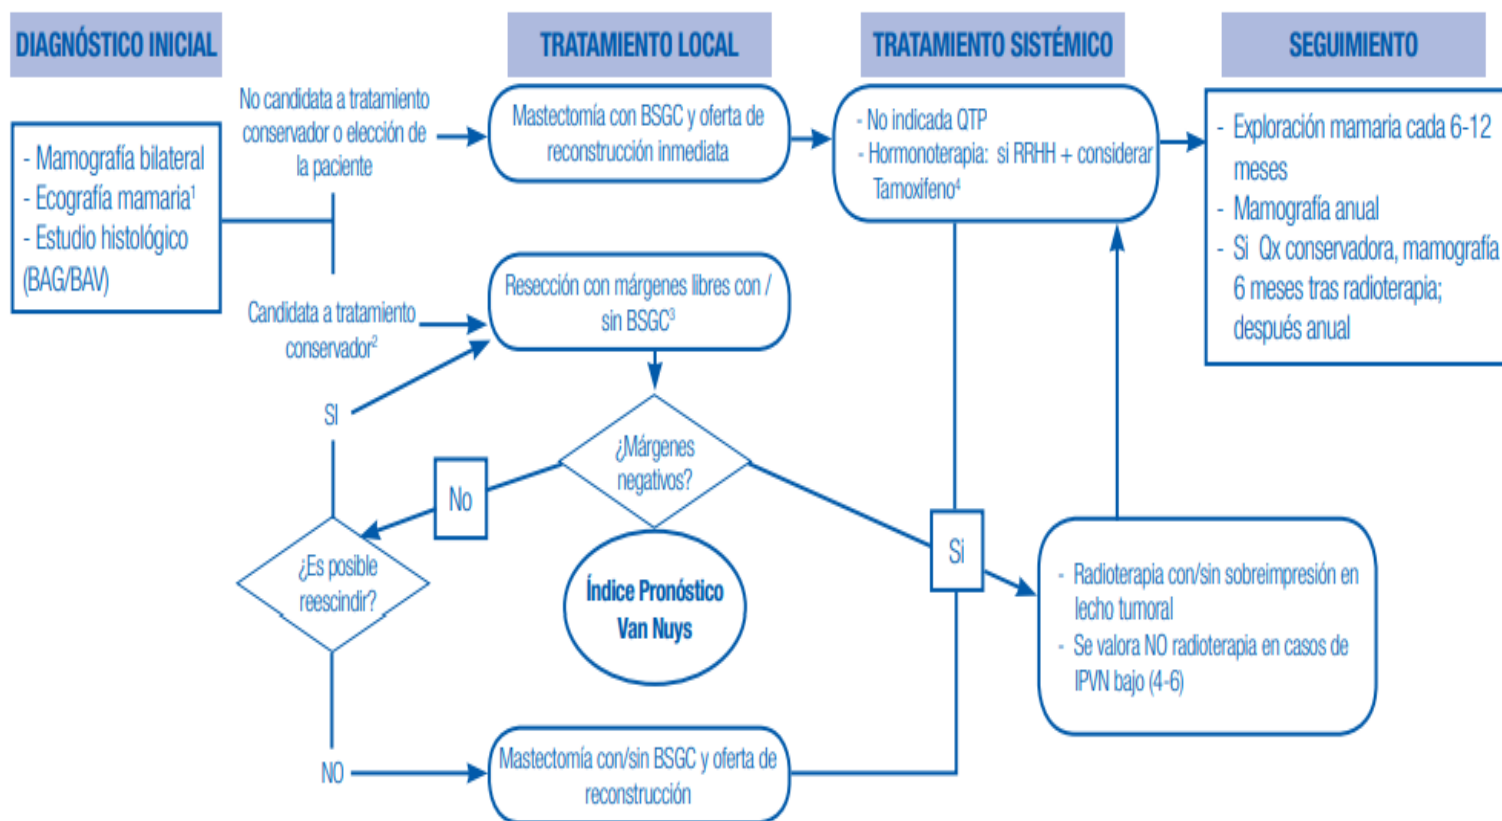 DIAGNÓSTICO INICIAL
TRATAMIENTO LOCAL
TRATAMIENTO SISTÉMICO
SEGUIMIENTO
- Mamografía bilateral
- Ecografía mamaria¹
- Estudio histológico
(BAG/BAV)
No candidata a tratamiento
conservador o elección de
la paciente
Mastectomía con BSGC y oferta de
reconstrucción inmediata
- No indicada QTP
- Hormonoterapia: si RRHH + considerar
Tamoxifeno⁴
- Exploración mamaria cada 6-12
meses
- Mamografía anual
- Si Qx conservadora, mamografía
6 meses tras radioterapia;
después anual
Candidata a tratamiento
conservador²
Resección con márgenes libres con /
sin BSGC³
SI
¿Márgenes
negativos?
No
Si
¿Es posible
reescindir?
Índice Pronóstico
Van Nuys
- Radioterapia con/sin sobreimpresión en
lecho tumoral
- Se valora NO radioterapia en casos de
IPVN bajo (4-6)
NO
Mastectomía con/sin BSGC y oferta de
reconstrucción